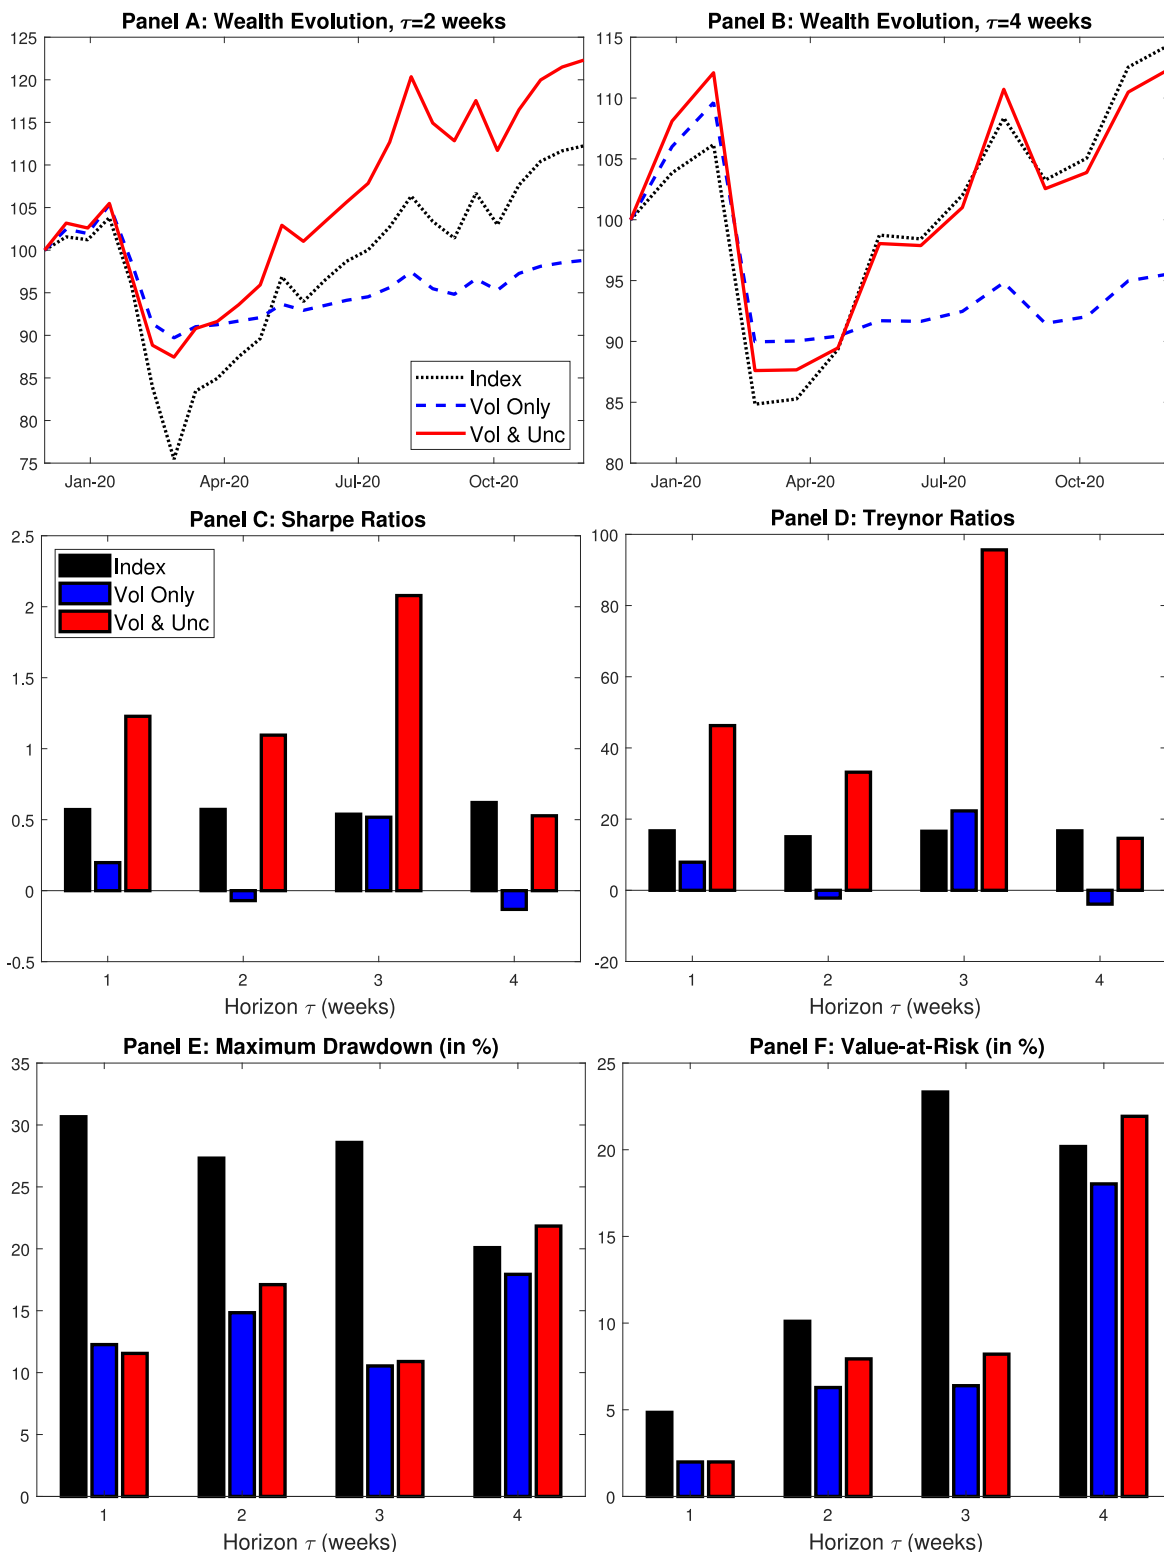 Panel A: Wealth Evolution, τ=2 weeks
125
120
115
110
105
100
95
90
85
80
75
Jan-20 Apr-20 Jul-20 Oct-20
Index
Vol Only
Vol & Unc
Panel B: Wealth Evolution, τ=4 weeks
115
110
105
100
95
90
85
80
Jan-20 Apr-20 Jul-20 Oct-20
Panel C: Sharpe Ratios
2.5
2
1.5
1
0.5
0
-0.5
Index
Vol Only
Vol & Unc
1 2 3 4
Horizon τ (weeks)
Panel D: Treynor Ratios
100
80
60
40
20
0
-20
1 2 3 4
Horizon τ (weeks)
Panel E: Maximum Drawdown (in %)
35
30
25
20
15
10
5
0
1 2 3 4
Horizon τ (weeks)
Panel F: Value-at-Risk (in %)
25
20
15
10
5
0
1 2 3 4
Horizon τ (weeks)